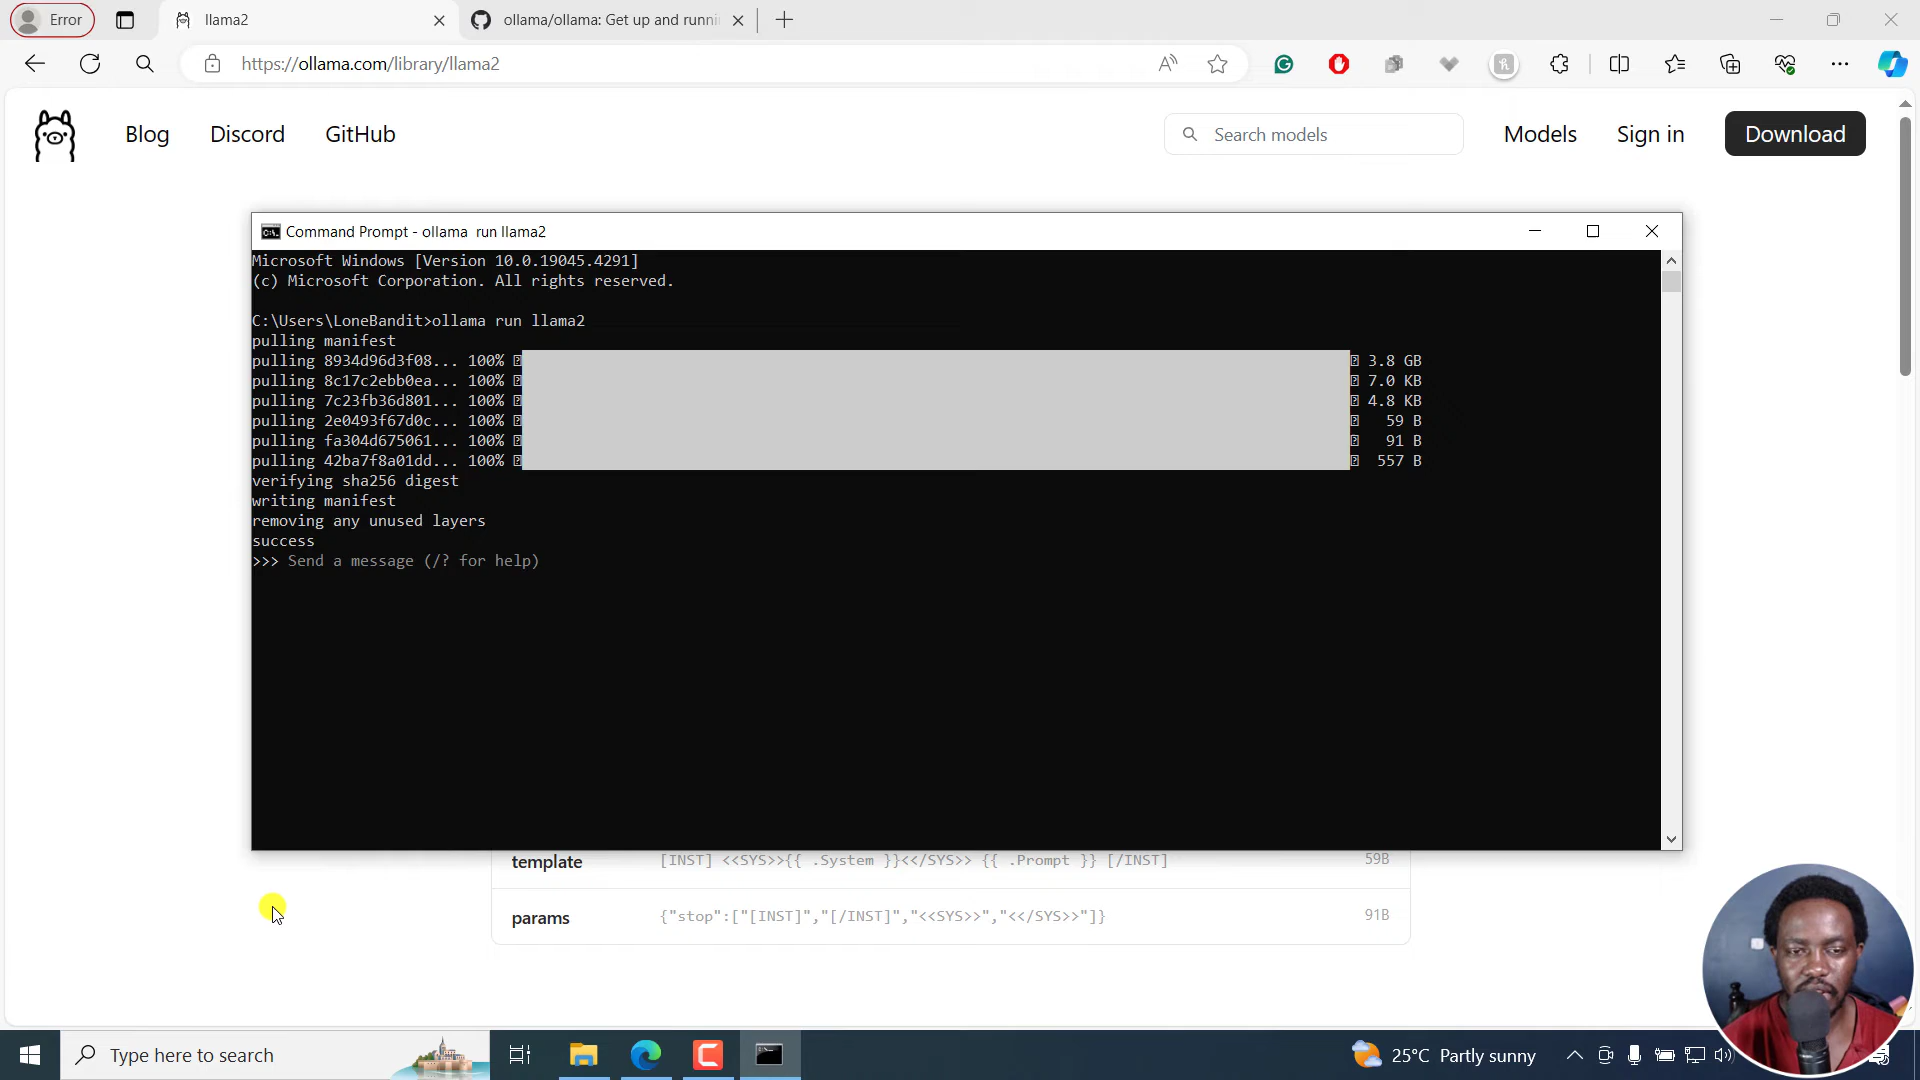 Error
llama2
ollama/ollama: Get up and runni
https://ollama.com/library/llama2
Blog
Discord
GitHub
Search models
Models
Sign in
Download
Command Prompt - ollama  run llama2
Microsoft Windows [Version 10.0.19045.4291]
(c) Microsoft Corporation. All rights reserved.
C:\Users\LoneBandit>ollama run llama2
pulling manifest
pulling 8934d96d3f08... 100% 3.8 GB
pulling 8c17c2ebb0ea... 100% 7.0 KB
pulling 7c23fb36d801... 100% 4.8 KB
pulling 2e0493f67d0c... 100% 59 B
pulling fa304d675061... 100% 91 B
pulling 42ba7f8a01dd... 100% 557 B
verifying sha256 digest
writing manifest
removing any unused layers
success
>>> Send a message (/? for help)
template [INST] <<SYS>>{{ .System }}<</SYS>> {{ .Prompt }} [/INST] 59B
params {"stop":["[INST]","[/INST]","<<SYS>>","<</SYS>>"]} 91B
Type here to search
25°C Partly sunny